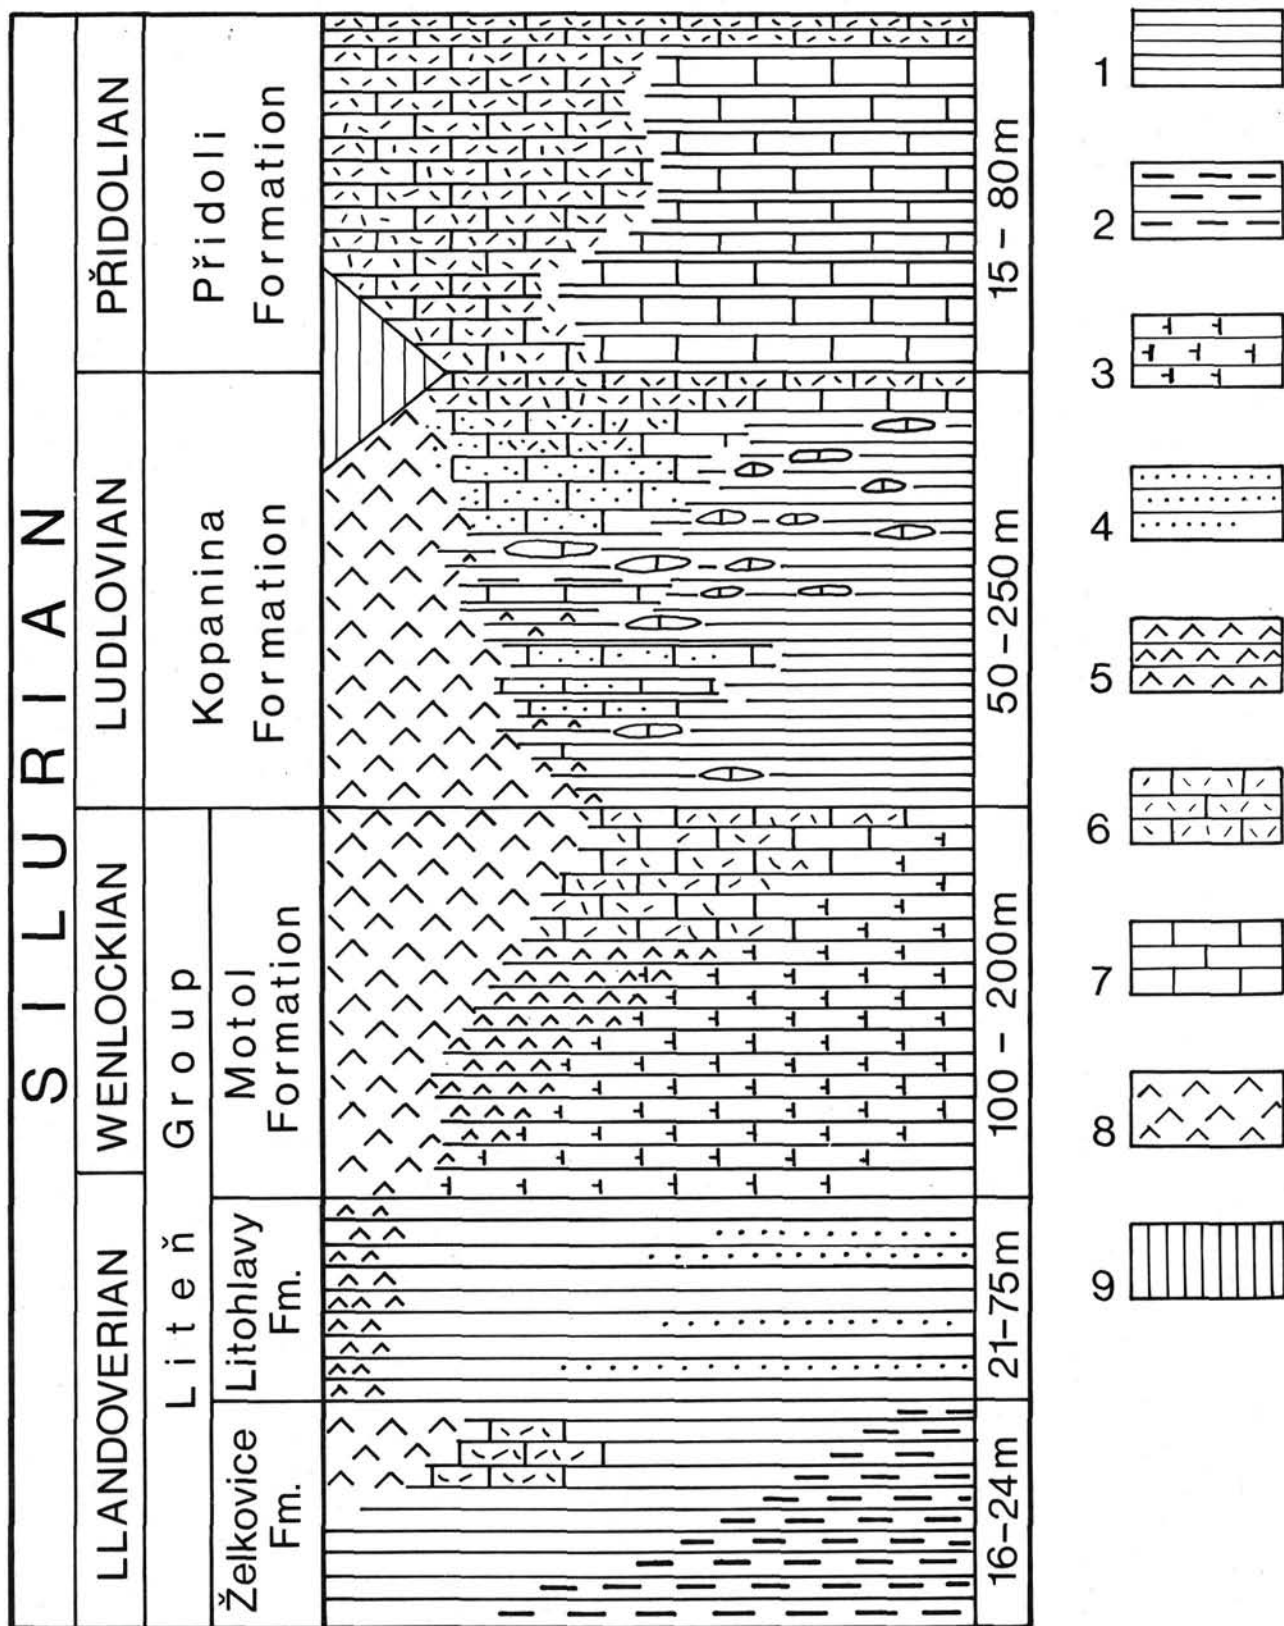 SILURIAN
PŘIDOLIAN
LUDLOVIAN
WENLOCKIAN
LLANDOVERIAN
Přidoli
Formation
Kopanina
Formation
Liteň Group
Motol
Formation
Litohlavy
Fm.
Želkovice
Fm.
15 – 80m
50 – 250m
100 – 200m
21–75m
16–24m
1
2
3
4
5
6
7
8
9